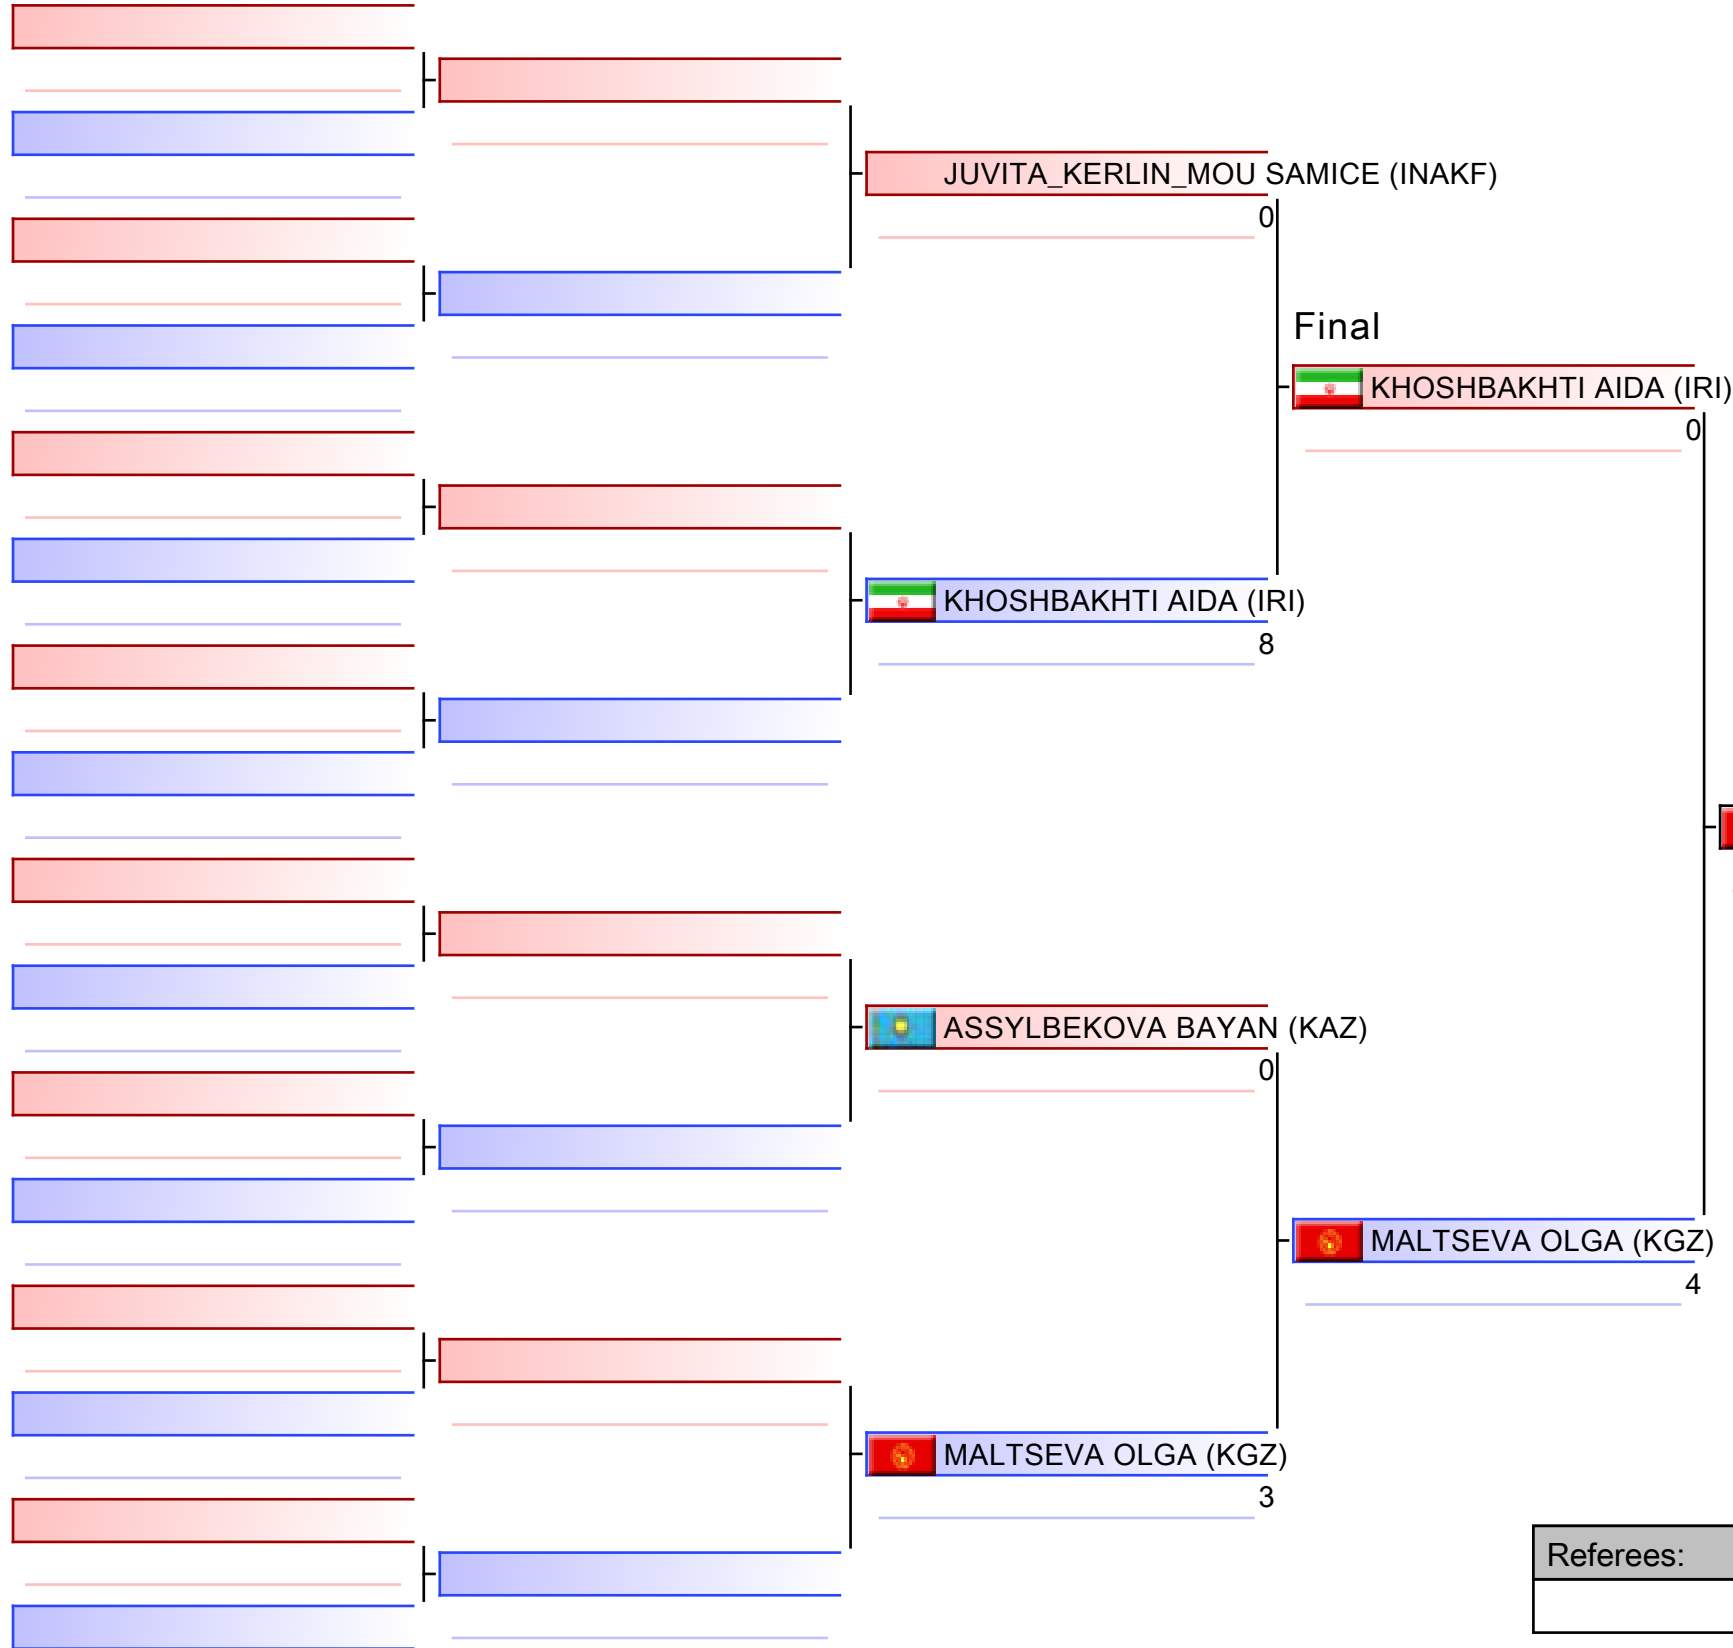 JUVITA_KERLIN_MOU SAMICE (INAKF)
0
Final
KHOSHBAKHTI AIDA (IRI)
0
KHOSHBAKHTI AIDA (IRI)
8
ASSYLBEKOVA BAYAN (KAZ)
0
MALTSEVA OLGA (KGZ)
4
MALTSEVA OLGA (KGZ)
3
Referees: